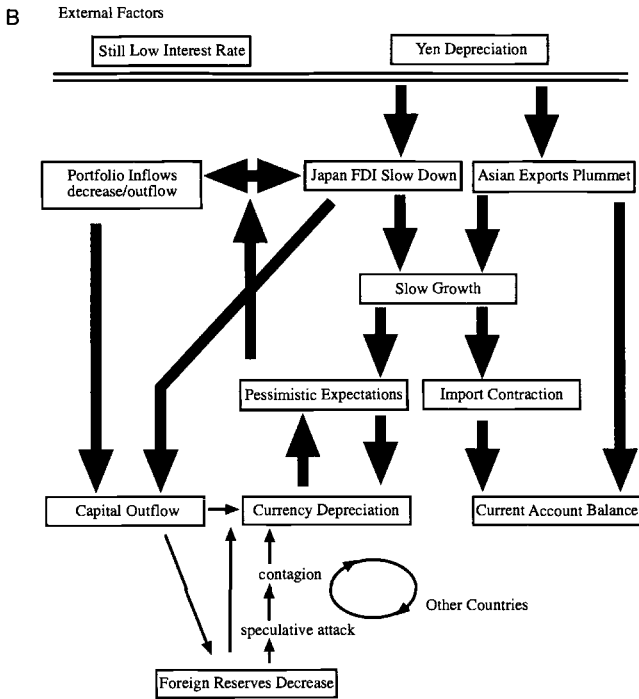 B
External Factors
Still Low Interest Rate
Yen Depreciation
Portfolio Inflows
decrease/outflow
Japan FDI Slow Down
Asian Exports Plummet
Slow Growth
Pessimistic Expectations
Import Contraction
Capital Outflow
Currency Depreciation
Current Account Balance
contagion
Other Countries
speculative attack
Foreign Reserves Decrease